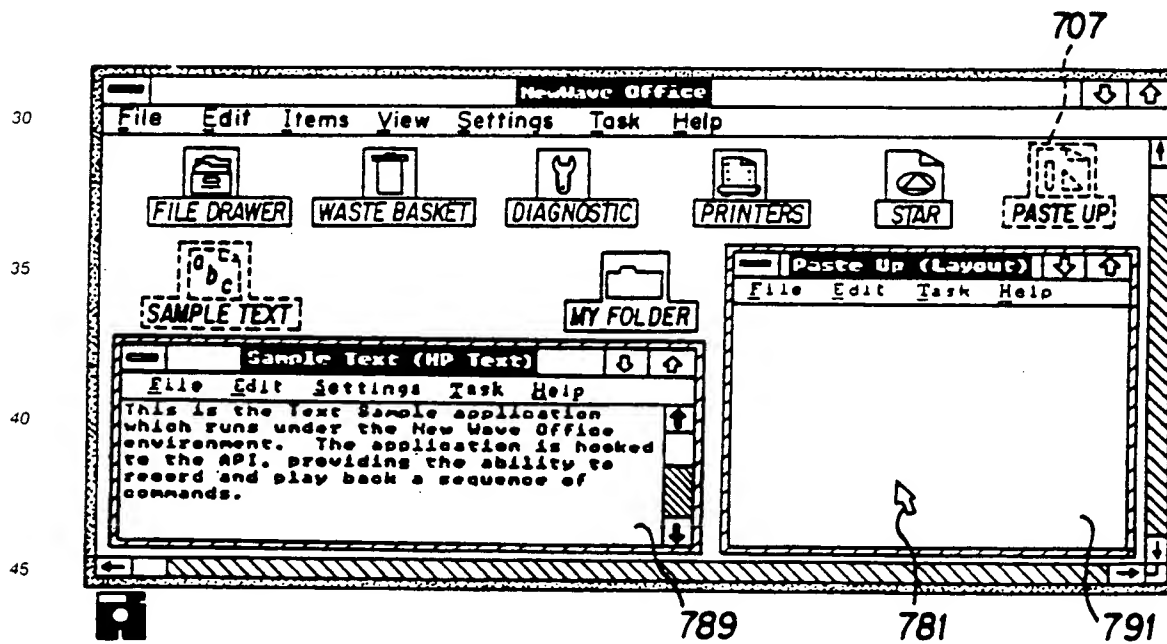 707
NewWave Office
30
File Edit Items View Settings Task Help
FILE DRAWER WASTE BASKET DIAGNOSTIC PRINTERS STAR PASTE UP
35
a b c c
Paste Up (Layout)
File Edit Task Help
SAMPLE TEXT MY FOLDER
Sample Text (HP Text)
File Edit Settings Task Help
40
This is the Text Sample application
which runs under the New Wave Office
environment. The application is hooked
to the API, providing the ability to
record and play back a sequence of
commands.
45
789 781 791